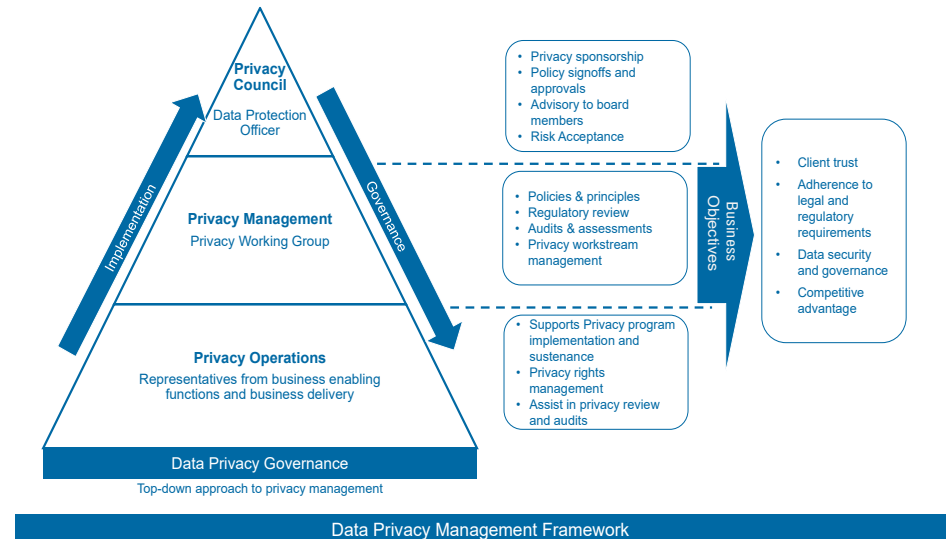 Privacy
Council
Data Protection
Officer
Implementation
Governance
Privacy Management
Privacy Working Group
Privacy Operations
Representatives from business enabling
functions and business delivery
Data Privacy Governance
Top-down approach to privacy management
• Privacy sponsorship
• Policy signoffs and
approvals
• Advisory to board
members
• Risk Acceptance
• Policies & principles
• Regulatory review
• Audits & assessments
• Privacy workstream
management
• Supports Privacy program
implementation and
sustenance
• Privacy rights
management
• Assist in privacy review
and audits
Business
Objectives
• Client trust
• Adherence to
legal and
regulatory
requirements
• Data security
and governance
• Competitive
advantage
Data Privacy Management Framework